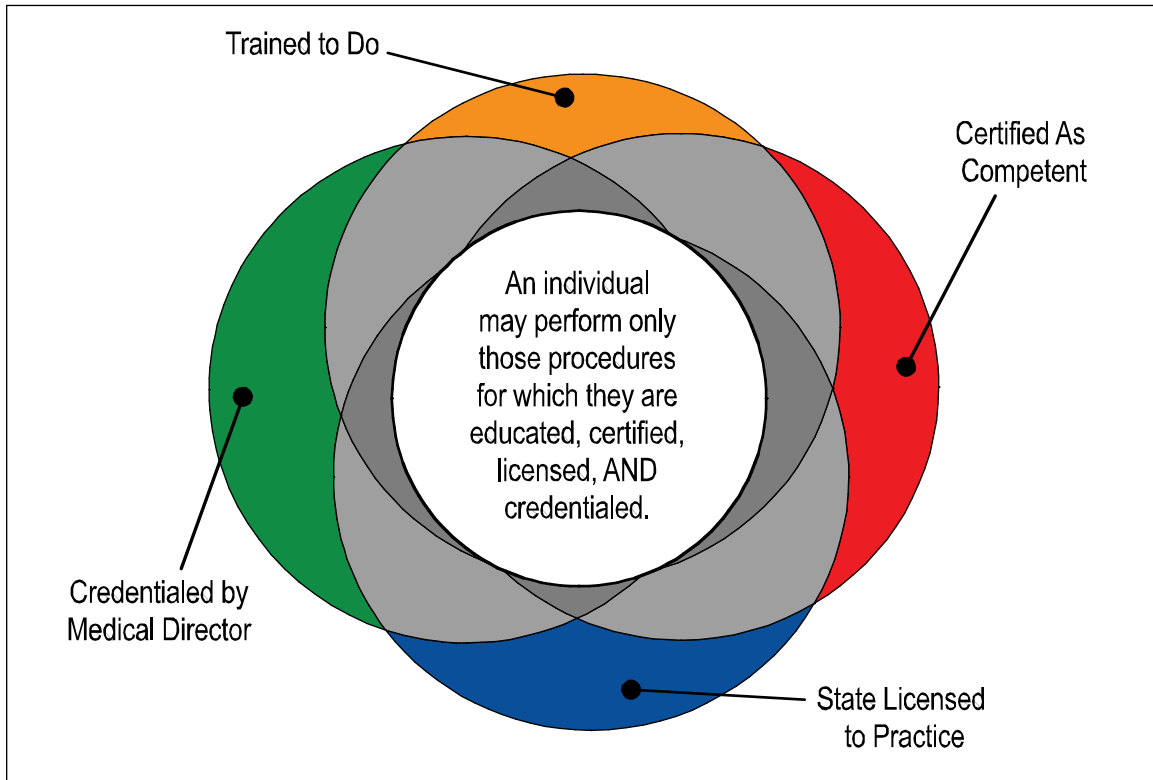 Trained to Do
Certified As
Competent
An individual
may perform only
those procedures
for which they are
educated, certified,
licensed, AND
credentialed.
Credentialed by
Medical Director
State Licensed
to Practice